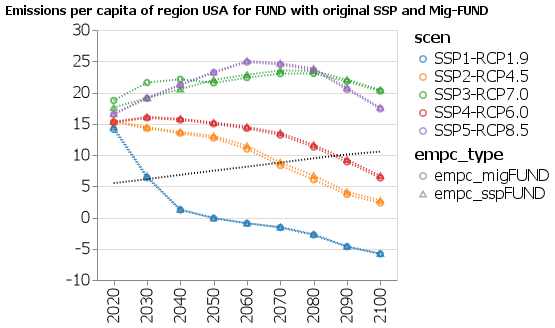 Emissions per capita of region USA for FUND with original SSP and Mig-FUND
30
25
20
15
10
5
0
-5
-10
2020
2030
2040
2050
2060
2070
2080
2090
2100
scen
SSP1-RCP1.9
SSP2-RCP4.5
SSP3-RCP7.0
SSP4-RCP6.0
SSP5-RCP8.5
empc_type
empc_migFUND
empc_sspFUND